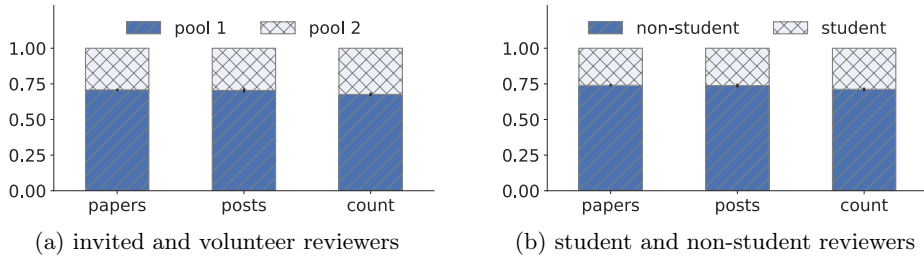 pool 1 pool 2
1.00
0.75
0.50
0.25
0.00
papers posts count
(a) invited and volunteer reviewers
non-student student
1.00
0.75
0.50
0.25
0.00
papers posts count
(b) student and non-student reviewers